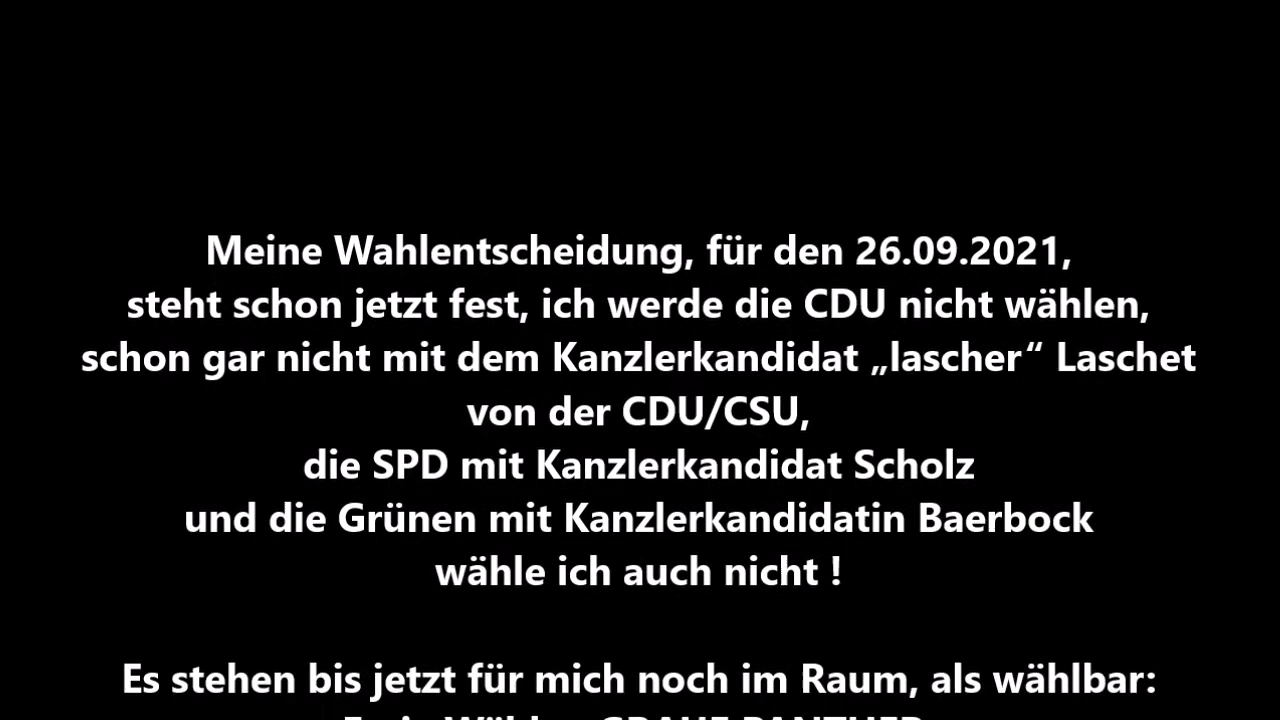 Meine Wahlentscheidung, für den 26.09.2021,
steht schon jetzt fest, ich werde die CDU nicht wählen,
schon gar nicht mit dem Kanzlerkandidat „lascher“ Laschet
von der CDU/CSU,
die SPD mit Kanzlerkandidat Scholz
und die Grünen mit Kanzlerkandidatin Baerbock
wähle ich auch nicht !
Es stehen bis jetzt für mich noch im Raum, als wählbar: